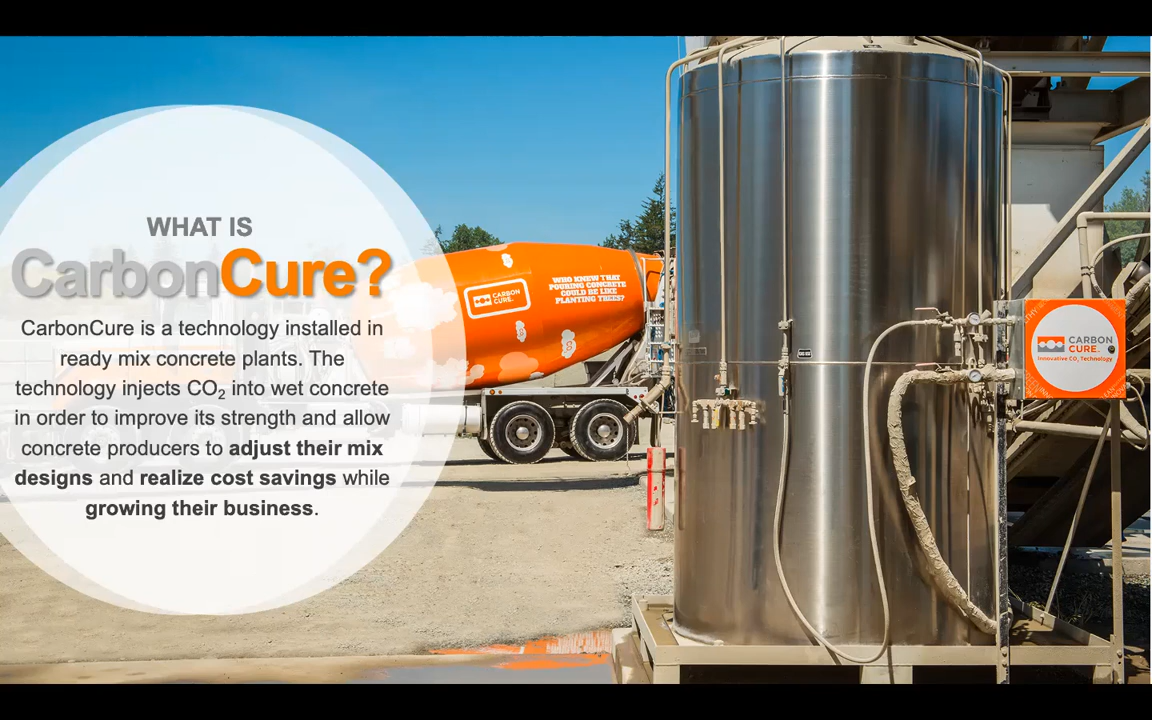 WHAT IS
CarbonCure?
CarbonCure is a technology installed in
ready mix concrete plants. The
technology injects CO₂ into wet concrete
in order to improve its strength and allow
concrete producers to adjust their mix
designs and realize cost savings while
growing their business.
CARBON
CURE
WHO KNEW THAT
POURING CONCRETE
COULD BE LIKE
PLANTING TREES?
CARBON
CURE
Innovative CO₂ Technology